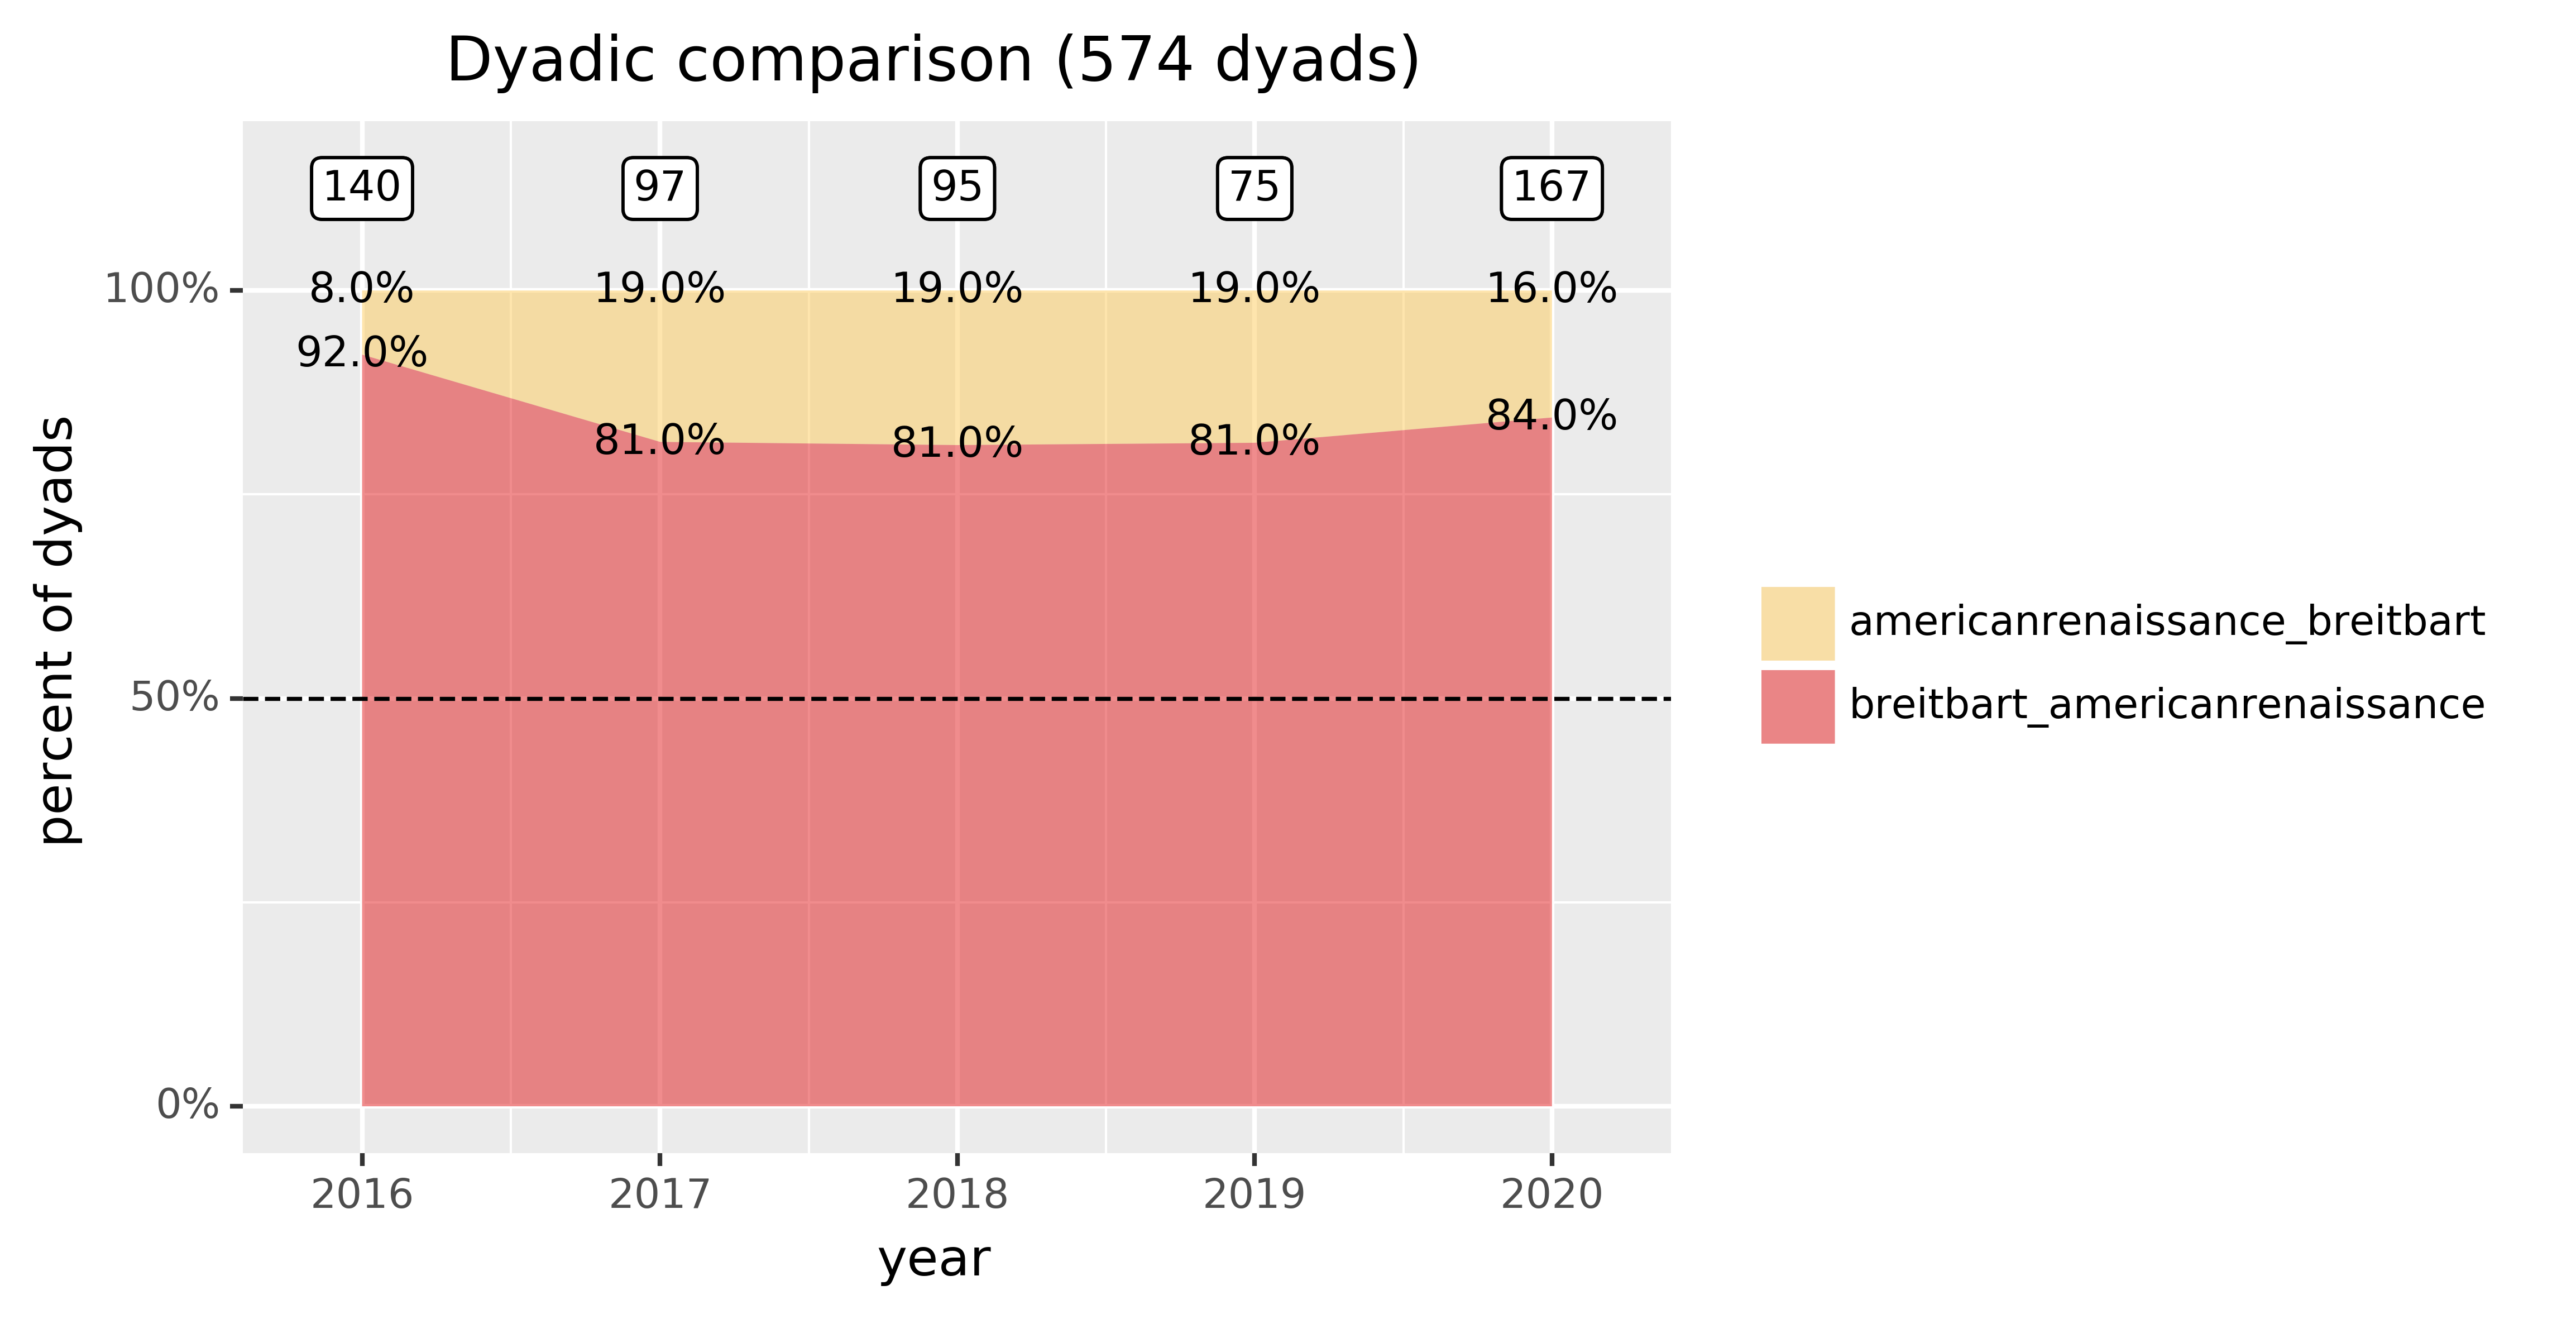 Dyadic comparison (574 dyads)
140 97 95 75 167
100% 8.0% 19.0% 19.0% 19.0% 16.0%
92.0% 81.0% 81.0% 81.0% 84.0%
50%
0%
percent of dyads
2016 2017 2018 2019 2020
year
americanrenaissance_breitbart
breitbart_americanrenaissance